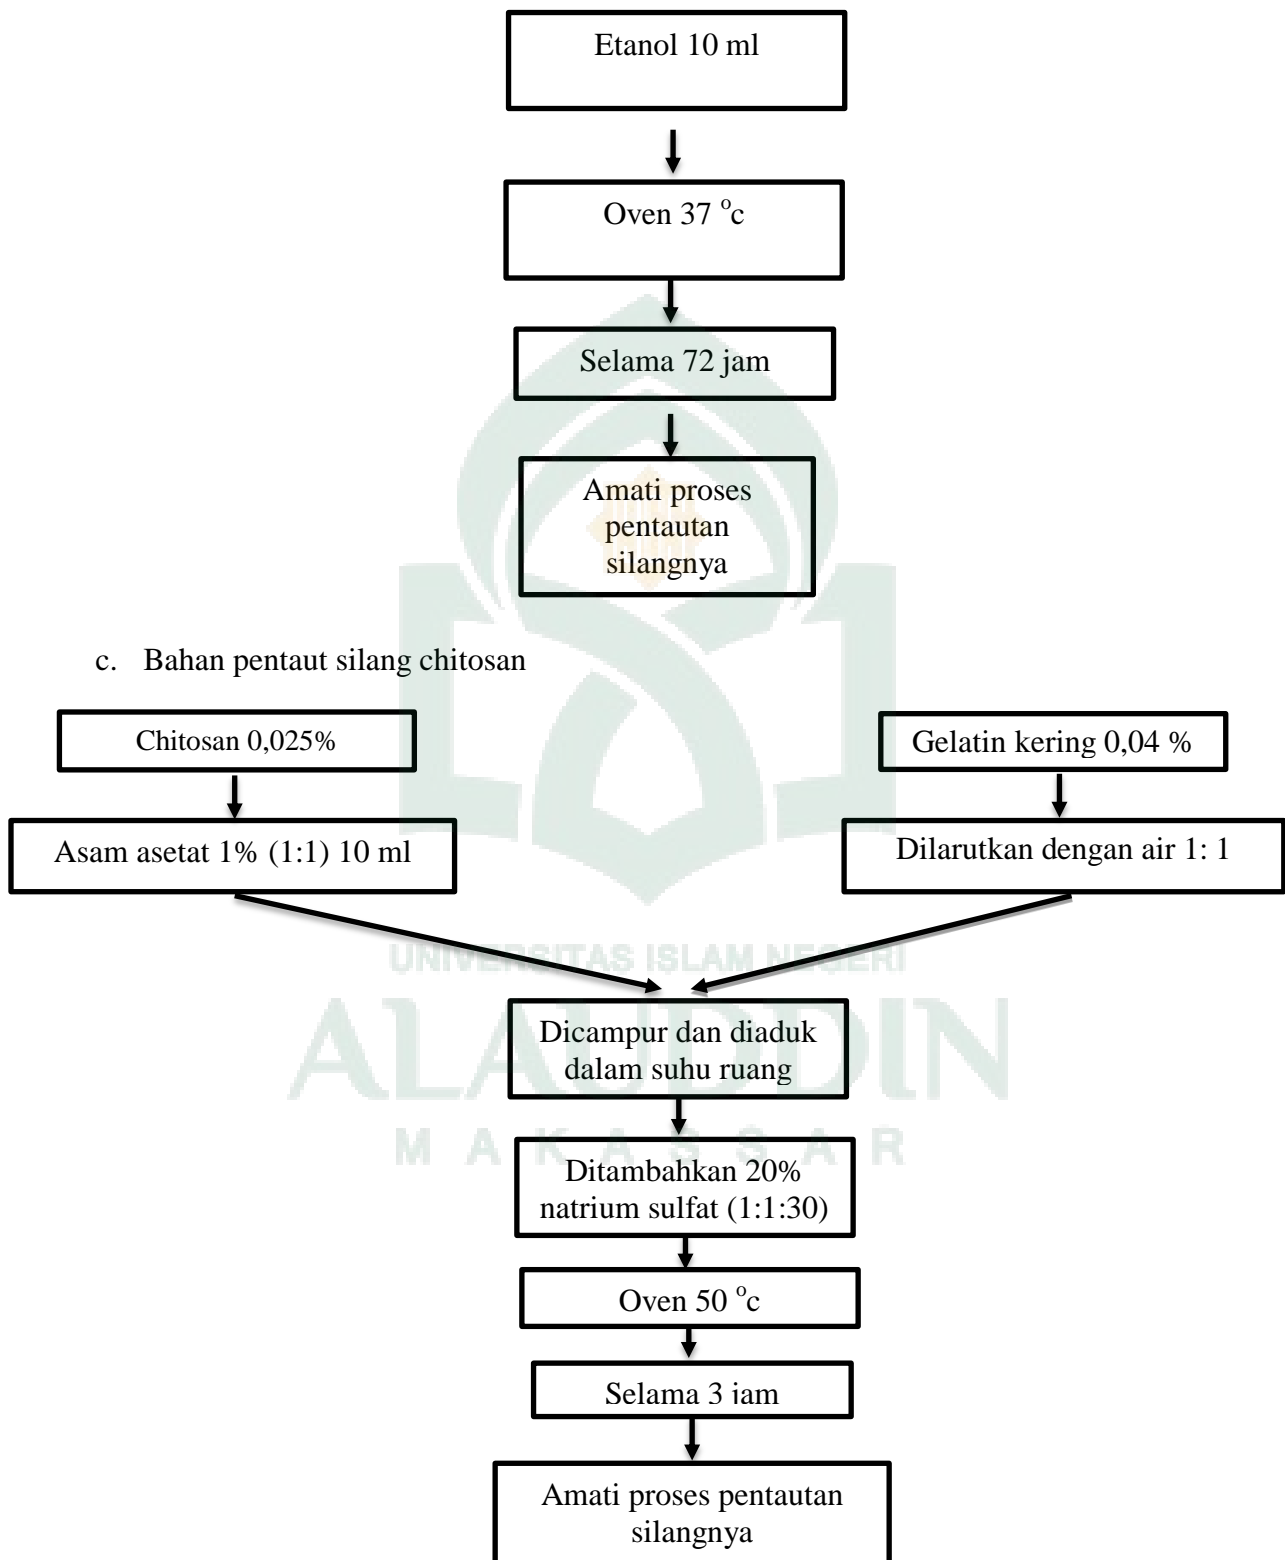 Etanol 10 ml
Oven 37 °c
Selama 72 jam
Amati proses
pentautan
silangnya
c. Bahan pentaut silang chitosan
Chitosan 0,025%
Gelatin kering 0,04 %
Asam asetat 1% (1:1) 10 ml
Dilarutkan dengan air 1: 1
UNIVERSITAS ISLAM NEGERI
ALAUDDIN
MAKASSAR
Dicampur dan diaduk
dalam suhu ruang
Ditambahkan 20%
natrium sulfat (1:1:30)
Oven 50 °c
Selama 3 jam
Amati proses pentautan
silangnya